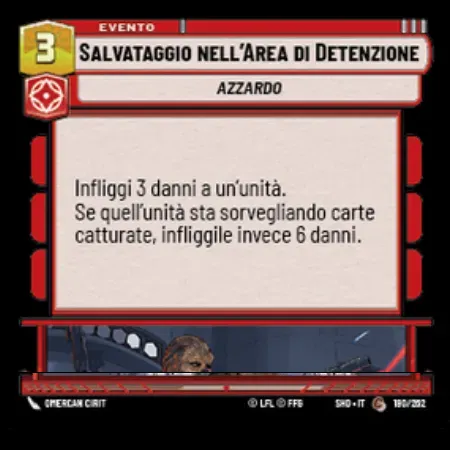 EVENTO
3
SALVATAGGIO NELL'AREA DI DETENZIONE
AZZARDO
Infliggi 3 danni a un'unità.
Se quell'unità sta sorvegliando carte
catturate, infliggile invece 6 danni.
OMERCAN CIRIT
© LFL © FFG
SHD • IT
180/262